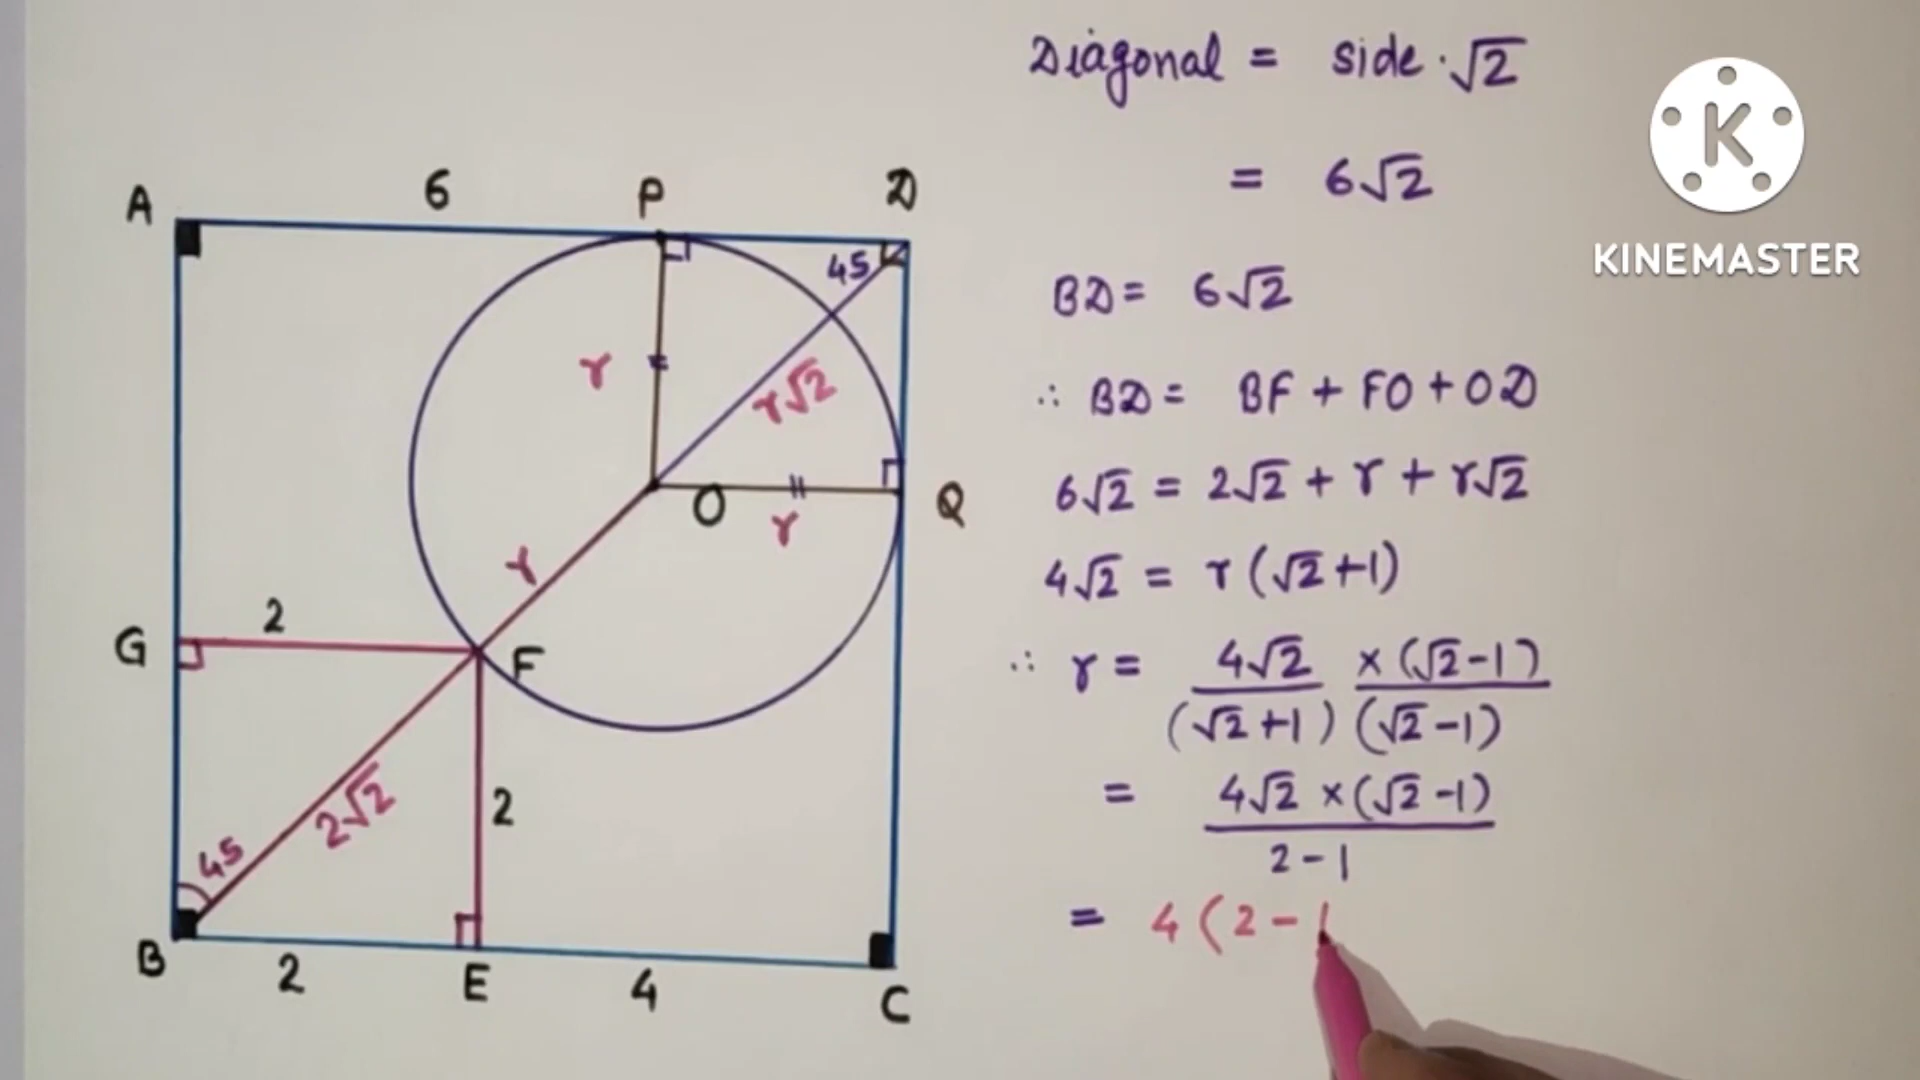 Diagonal = side · √2
= 6√2
BD = 6√2
∴ BD = BF + FO + OD
6√2 = 2√2 + r + r√2
4√2 = r (√2+1)
∴ r = 4√2 × (√2-1)
(√2+1) (√2-1)
= 4√2 × (√2-1)
2-1
= 4 (2 -
KINEMASTER
K
A 6 P D
45
r r√2
O Q
r
r
G 2 F
2√2 2
45
B 2 E 4 C